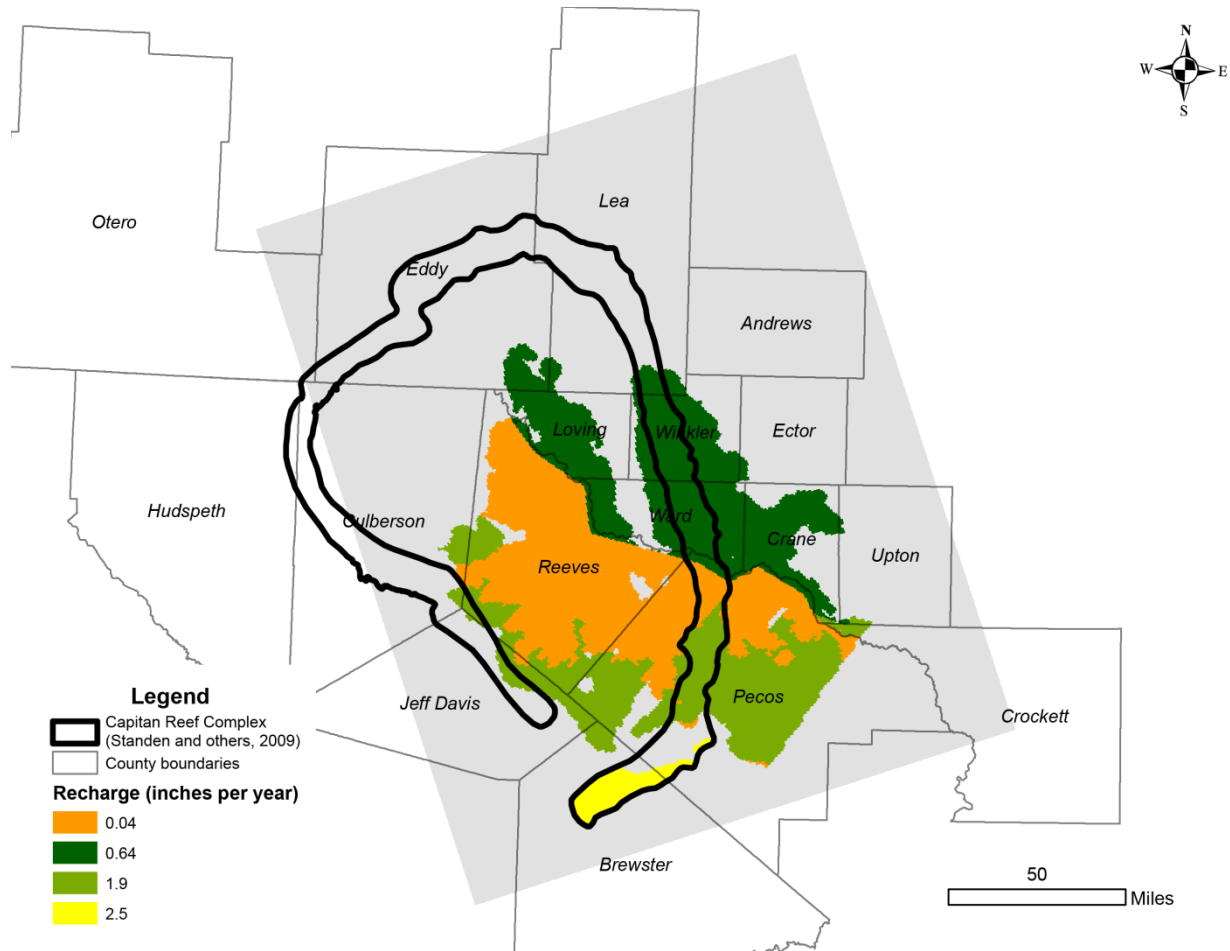 N
W E
S
Lea
Otero
Eddy
Andrews
Loving
Winkler
Ector
Hudspeth
Culberson
Ward
Crane
Upton
Reeves
Jeff Davis
Pecos
Crockett
Brewster
Legend
Capitan Reef Complex
(Standen and others, 2009)
County boundaries
Recharge (inches per year)
0.04
0.64
1.9
2.5
50
Miles